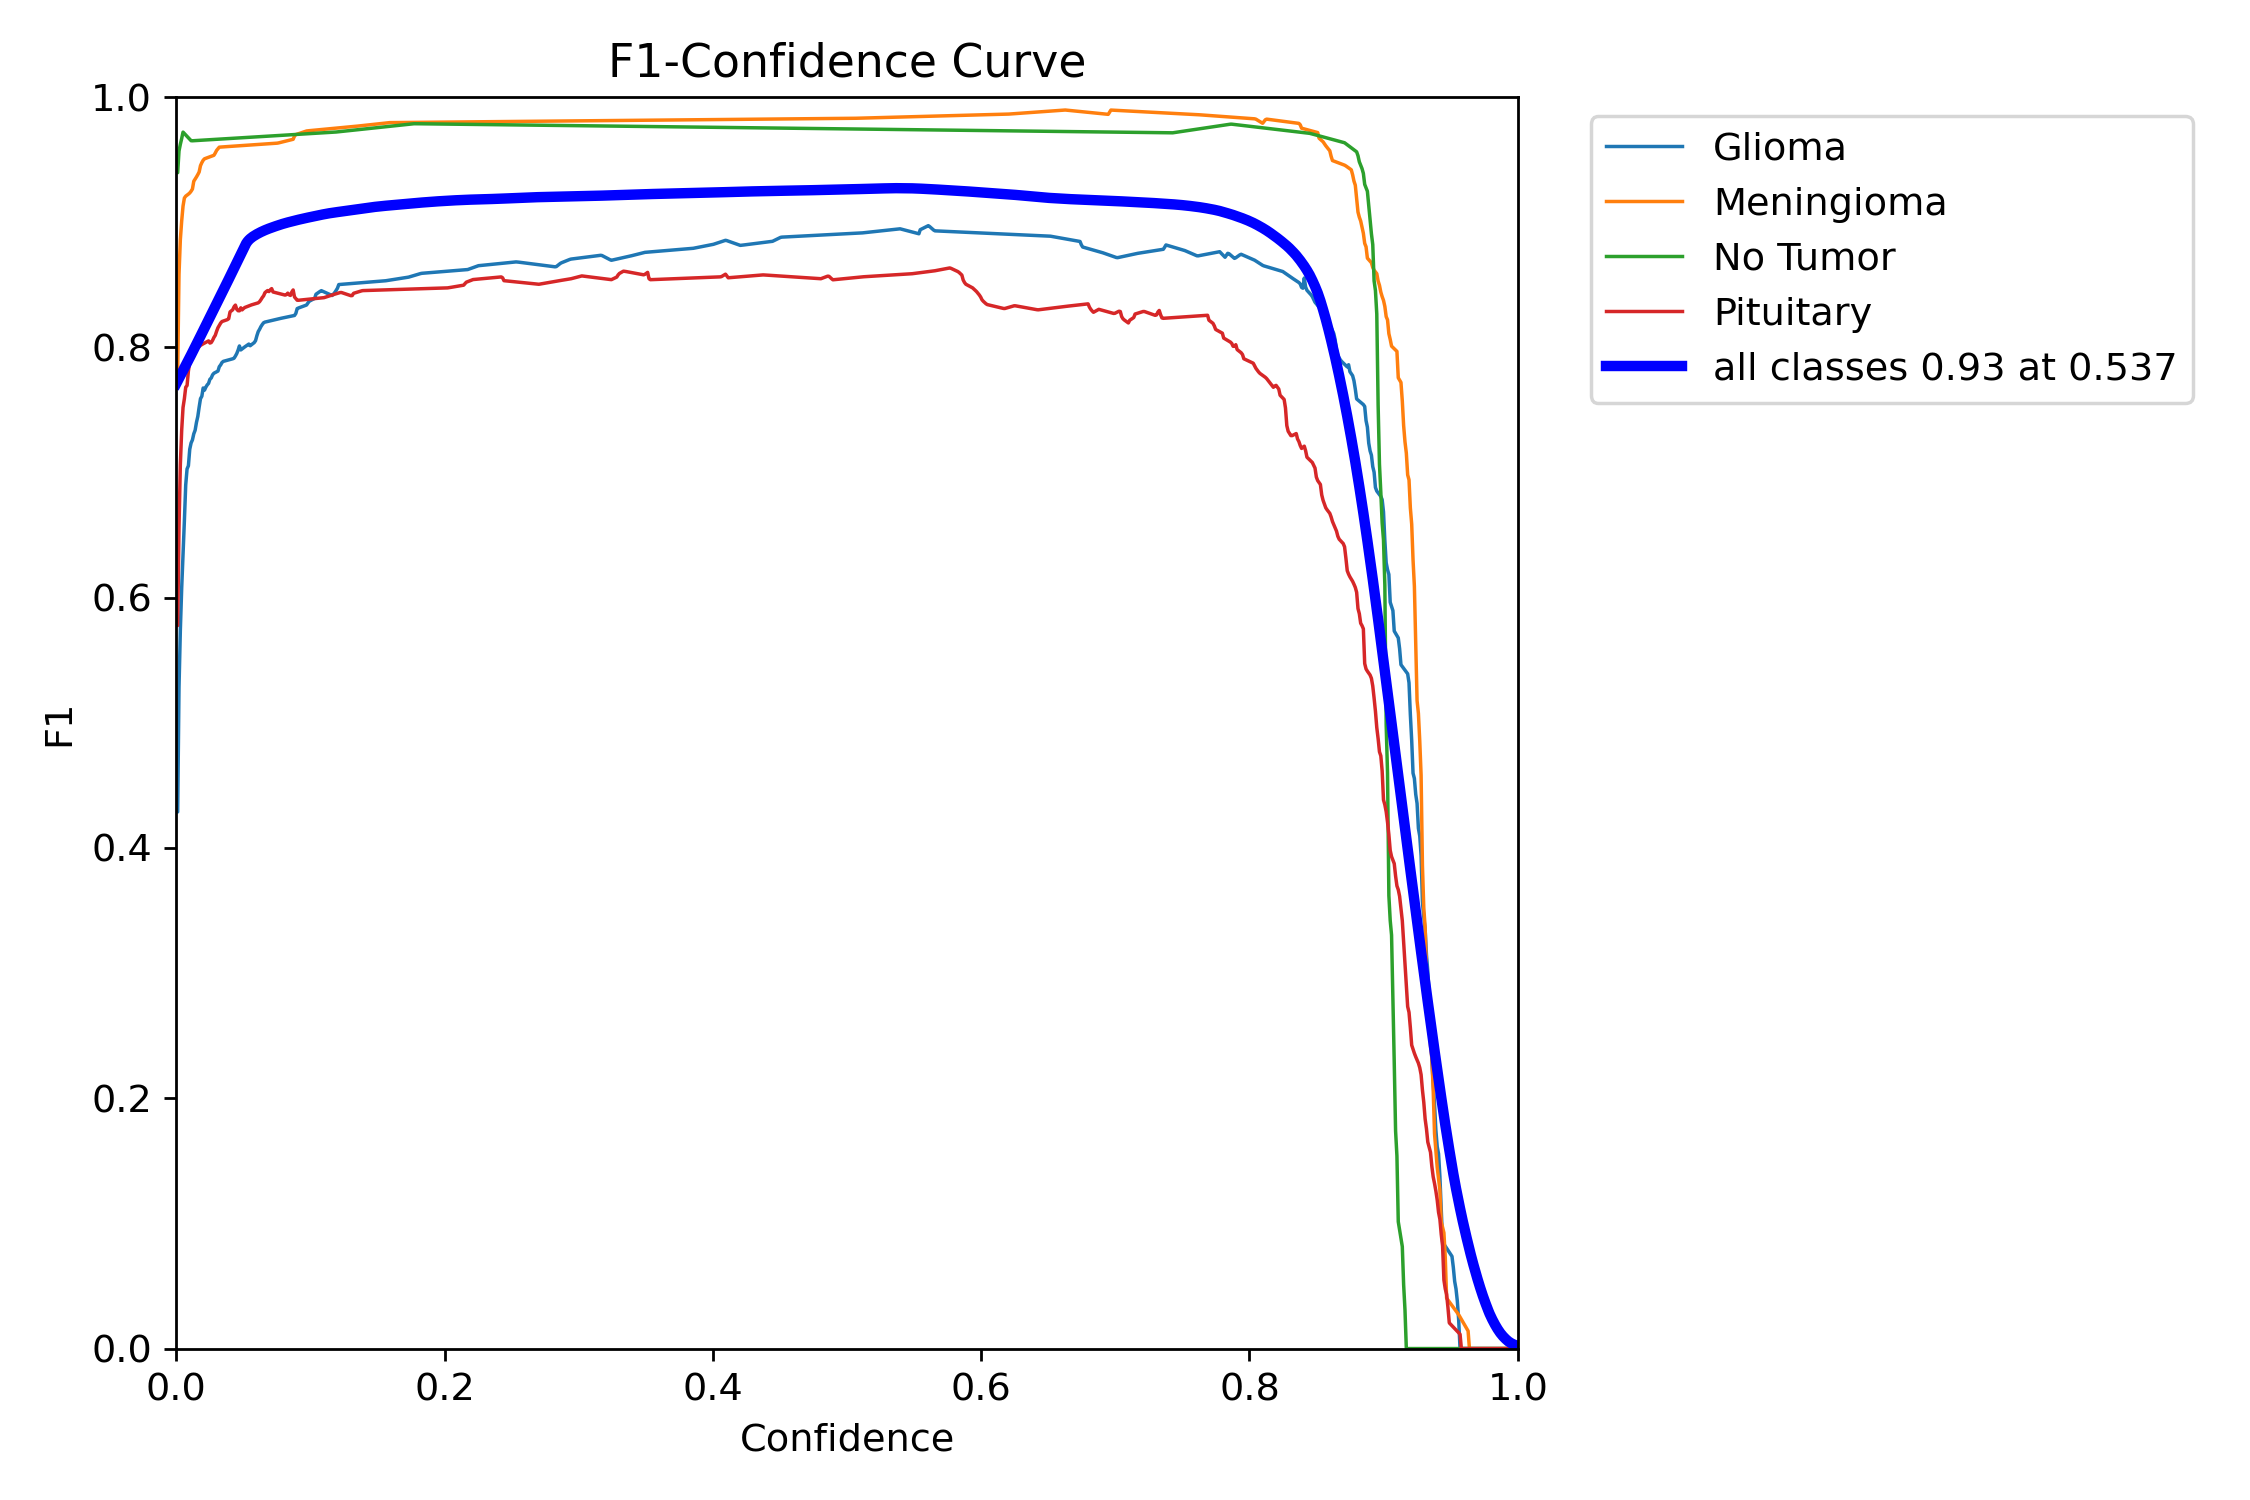 F1-Confidence Curve
1.0
0.8
0.6
0.4
0.2
0.0
F1
0.0 0.2 0.4 0.6 0.8 1.0
Confidence
Glioma
Meningioma
No Tumor
Pituitary
all classes 0.93 at 0.537